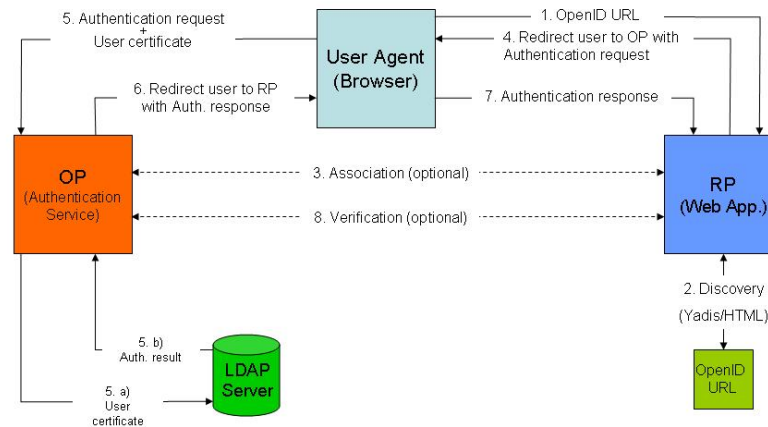 5. Authentication request
+
User certificate
User Agent
(Browser)
1. OpenID URL
4. Redirect user to OP with
Authentication request
6. Redirect user to RP
with Auth. response
7. Authentication response
OP
(Authentication
Service)
3. Association (optional)
8. Verification (optional)
RP
(Web App.)
2. Discovery
(Yadis/HTML)
OpenID
URL
5. b)
Auth. result
LDAP
Server
5. a)
User
certificate